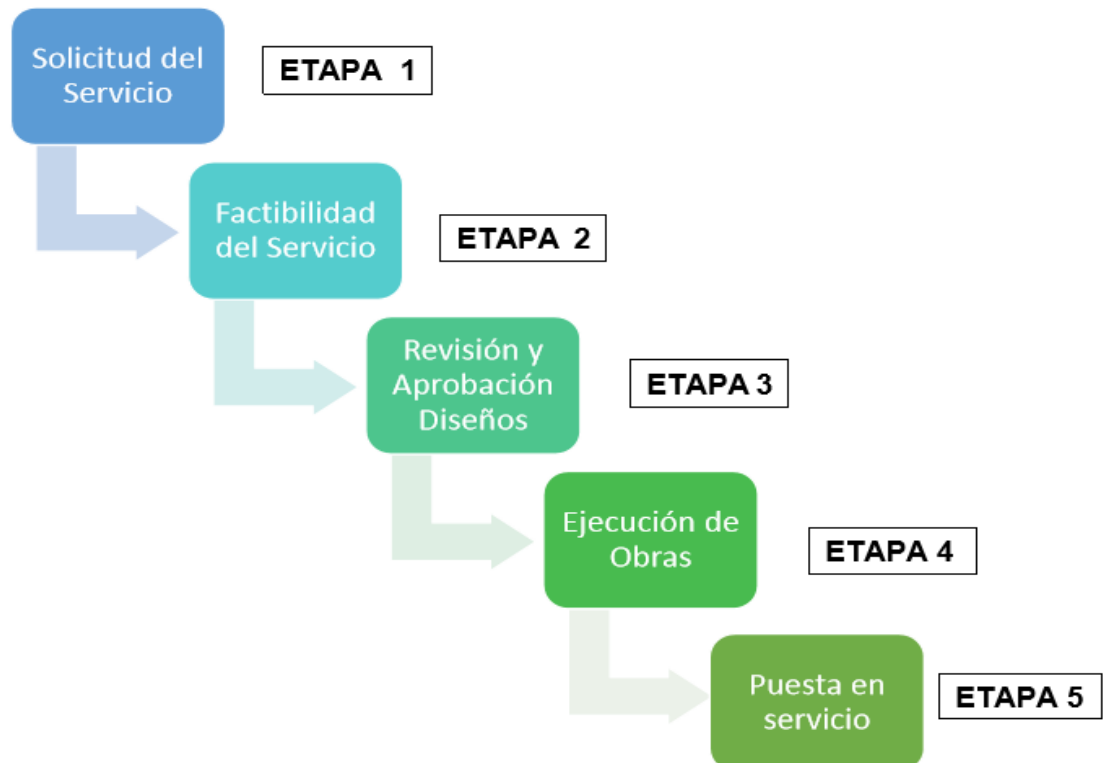 Solicitud del
Servicio
ETAPA 1
Factibilidad
del Servicio
ETAPA 2
Revisión y
Aprobación
Diseños
ETAPA 3
Ejecución de
Obras
ETAPA 4
Puesta en
servicio
ETAPA 5